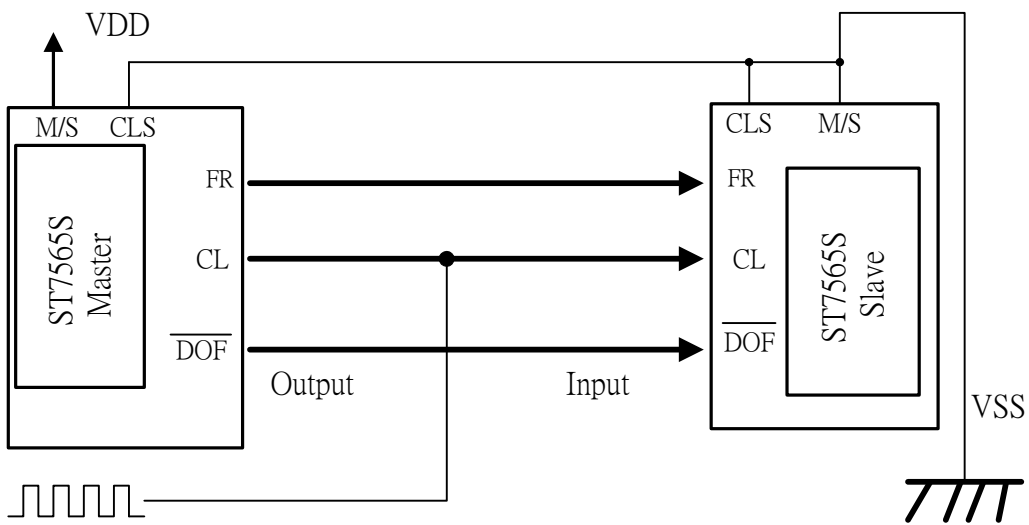 VDD
M/S CLS
CLS M/S
FR
FR
ST7565S
Master
CL
CL
ST7565S
Slave
DOF
DOF
Output
Input
VSS